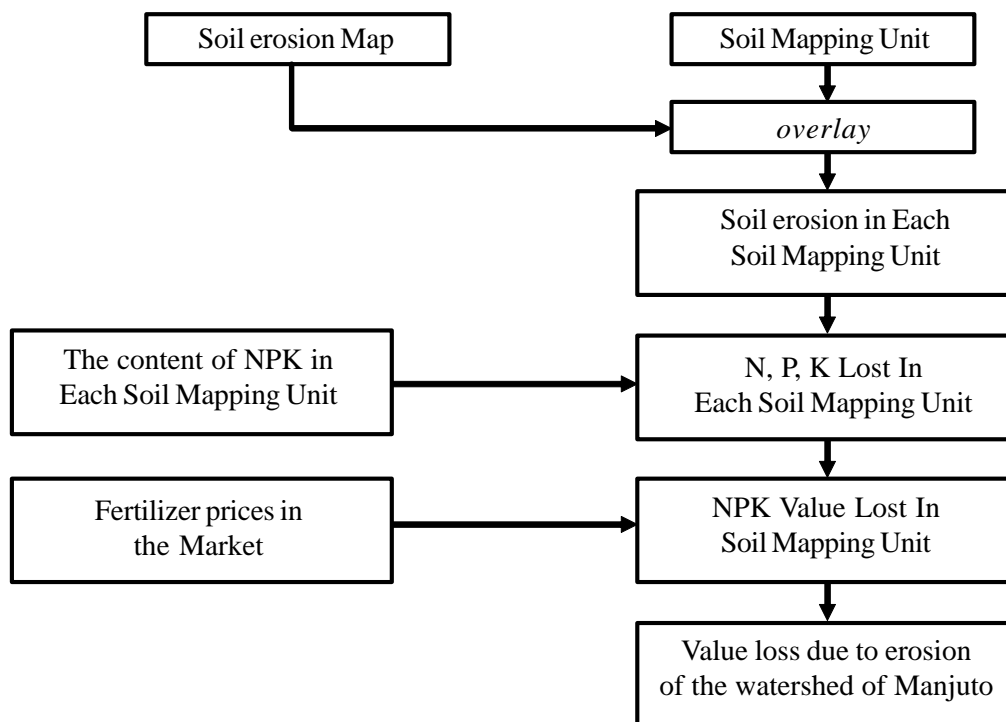 Soil erosion Map
Soil Mapping Unit
overlay
Soil erosion in Each
Soil Mapping Unit
The content of NPK in
Each Soil Mapping Unit
N, P, K Lost In
Each Soil Mapping Unit
Fertilizer prices in
the Market
NPK Value Lost In
Soil Mapping Unit
Value loss due to erosion
of the watershed of Manjuto